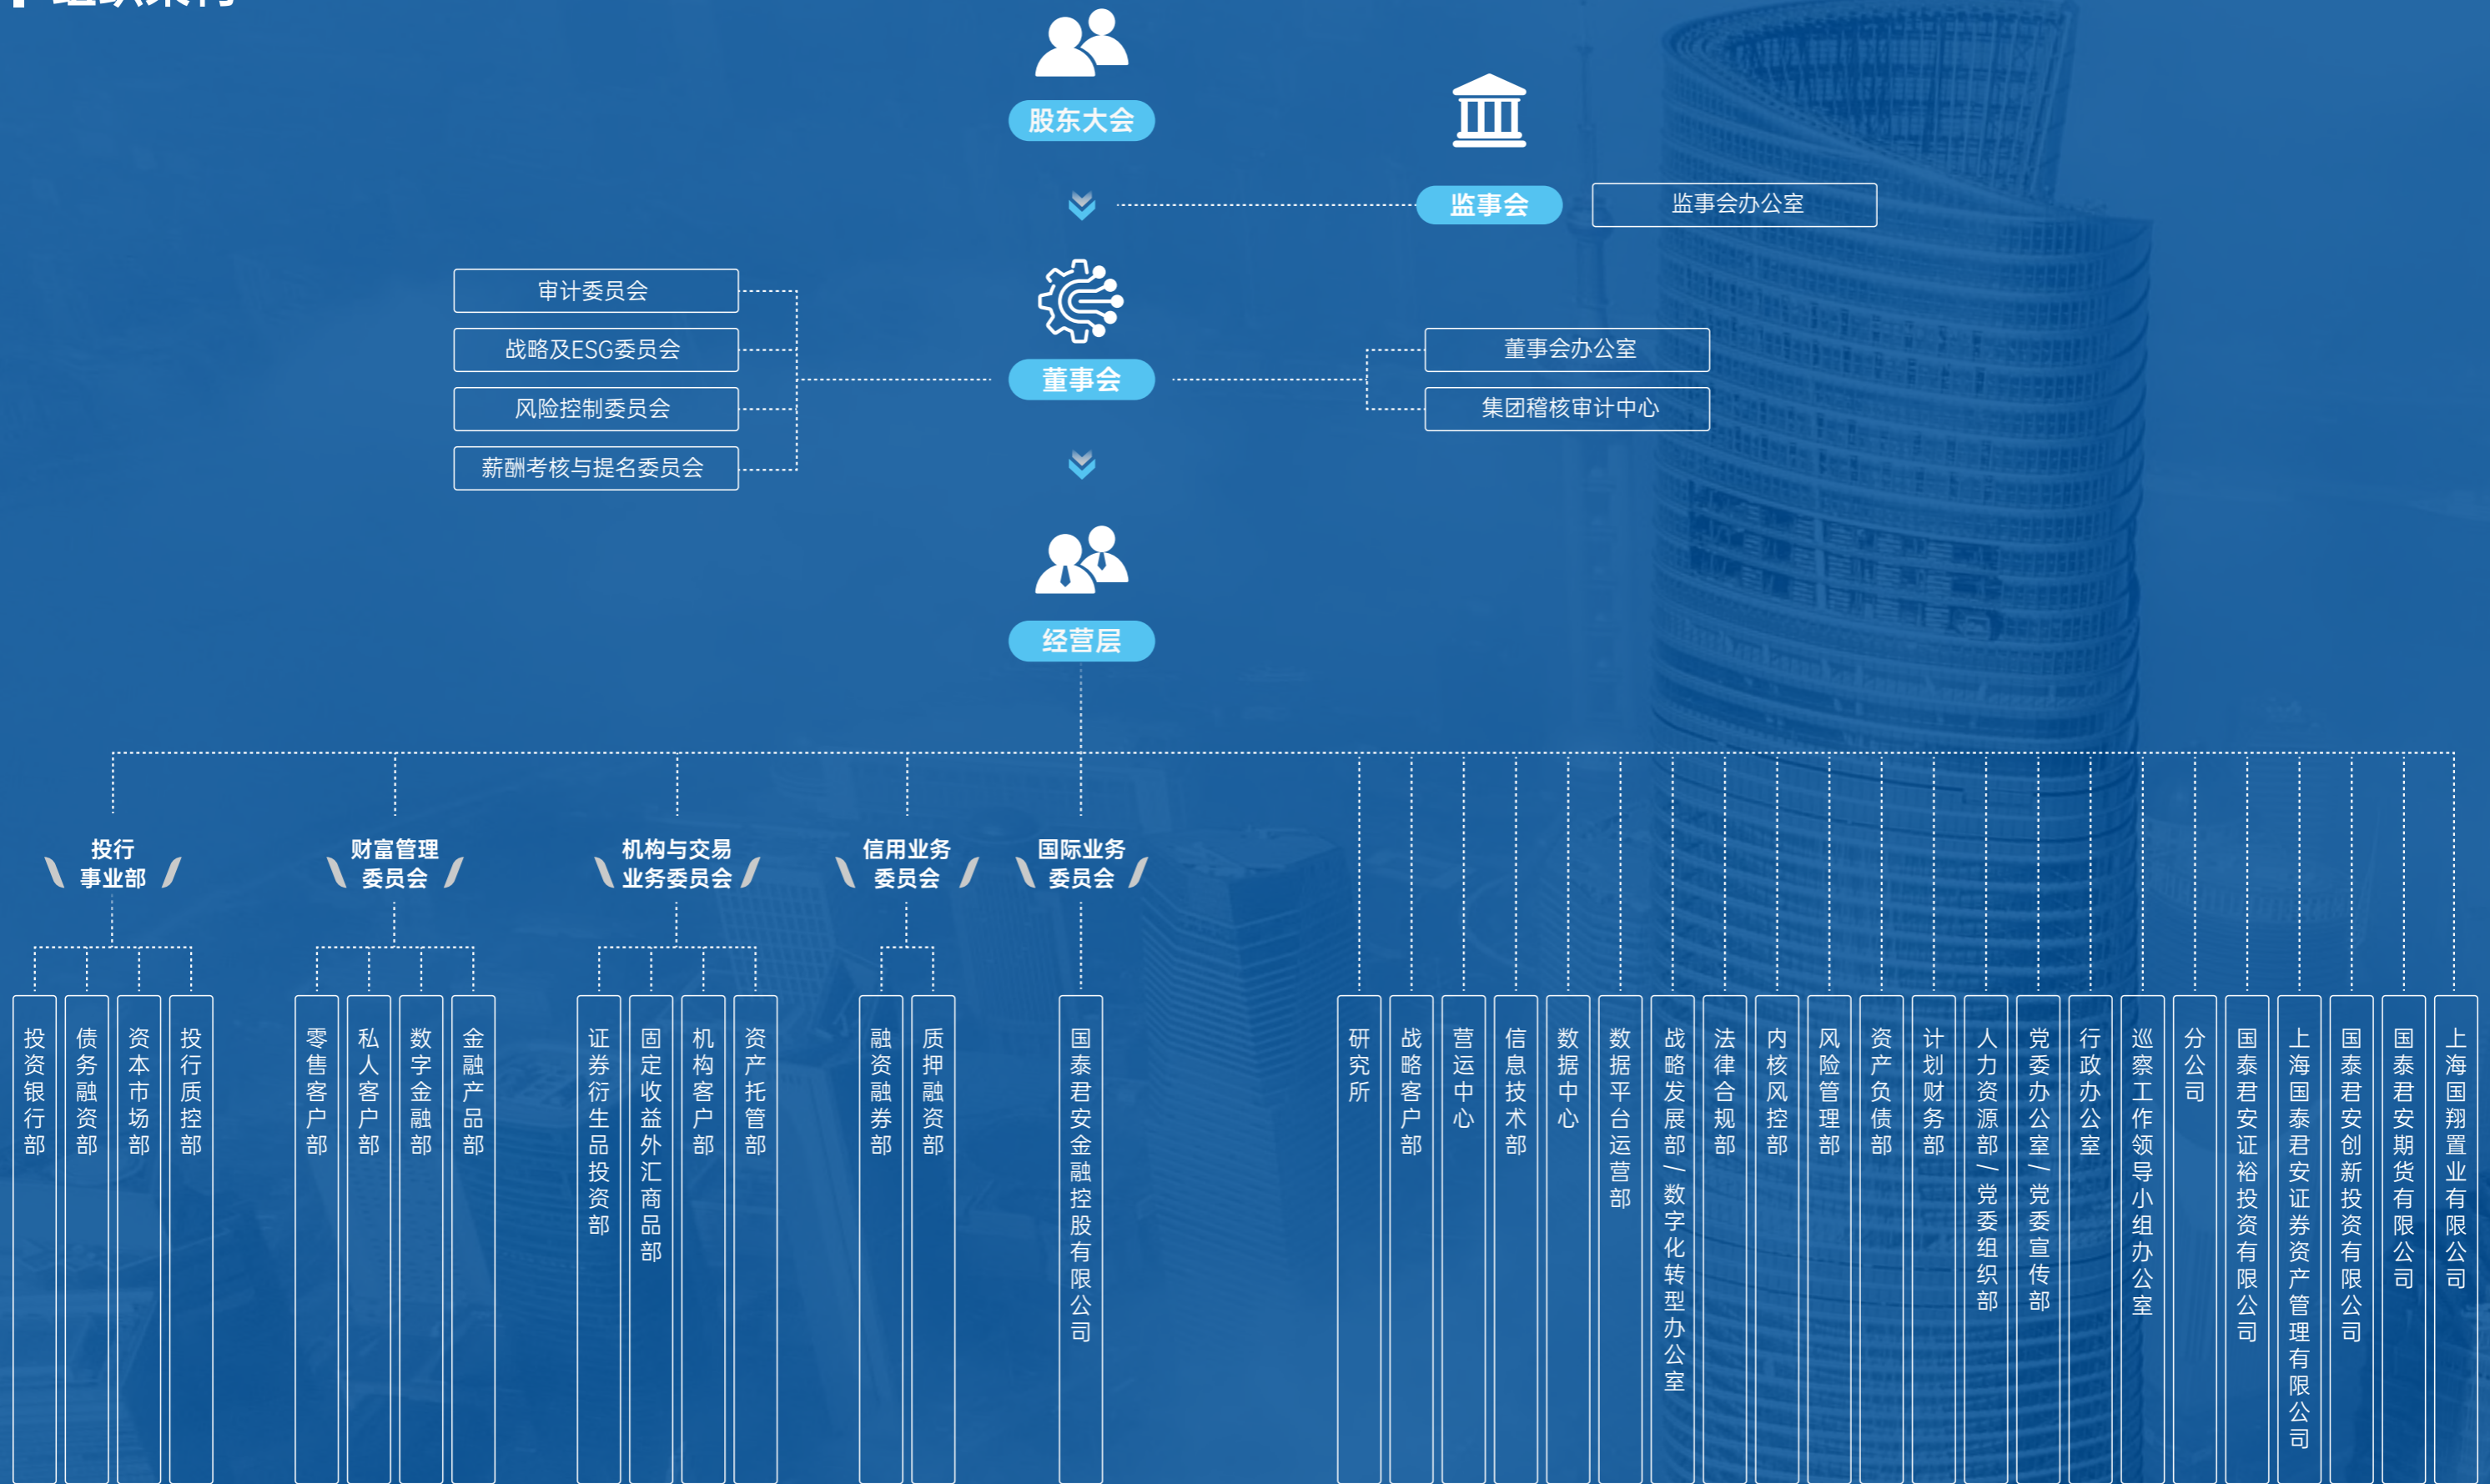 组织架构
股东大会
监事会
监事会办公室
审计委员会
战略及ESG委员会
风险控制委员会
薪酬考核与提名委员会
董事会
董事会办公室
集团稽核审计中心
经营层
投行
事业部
财富管理
委员会
机构与交易
业务委员会
信用业务
委员会
国际业务
委员会
投资银行部
债务融资部
资本市场部
投行质控部
零售客户部
私人客户部
数字金融部
金融产品部
证券衍生品投资部
固定收益外汇商品部
机构客户部
资产托管部
融资融券部
质押融资部
国泰君安金融控股有限公司
研究所
战略客户部
营运中心
信息技术部
数据中心
数据平台运营部
战略发展部/数字化转型办公室
法律合规部
内核风控部
风险管理部
资产负债部
计划财务部
人力资源部/党委组织部
党委办公室/党委宣传部
行政办公室
巡察工作领导小组办公室
分公司
国泰君安证裕投资有限公司
上海国泰君安证券资产管理有限公司
国泰君安创新投资有限公司
国泰君安期货有限公司
上海国翔置业有限公司